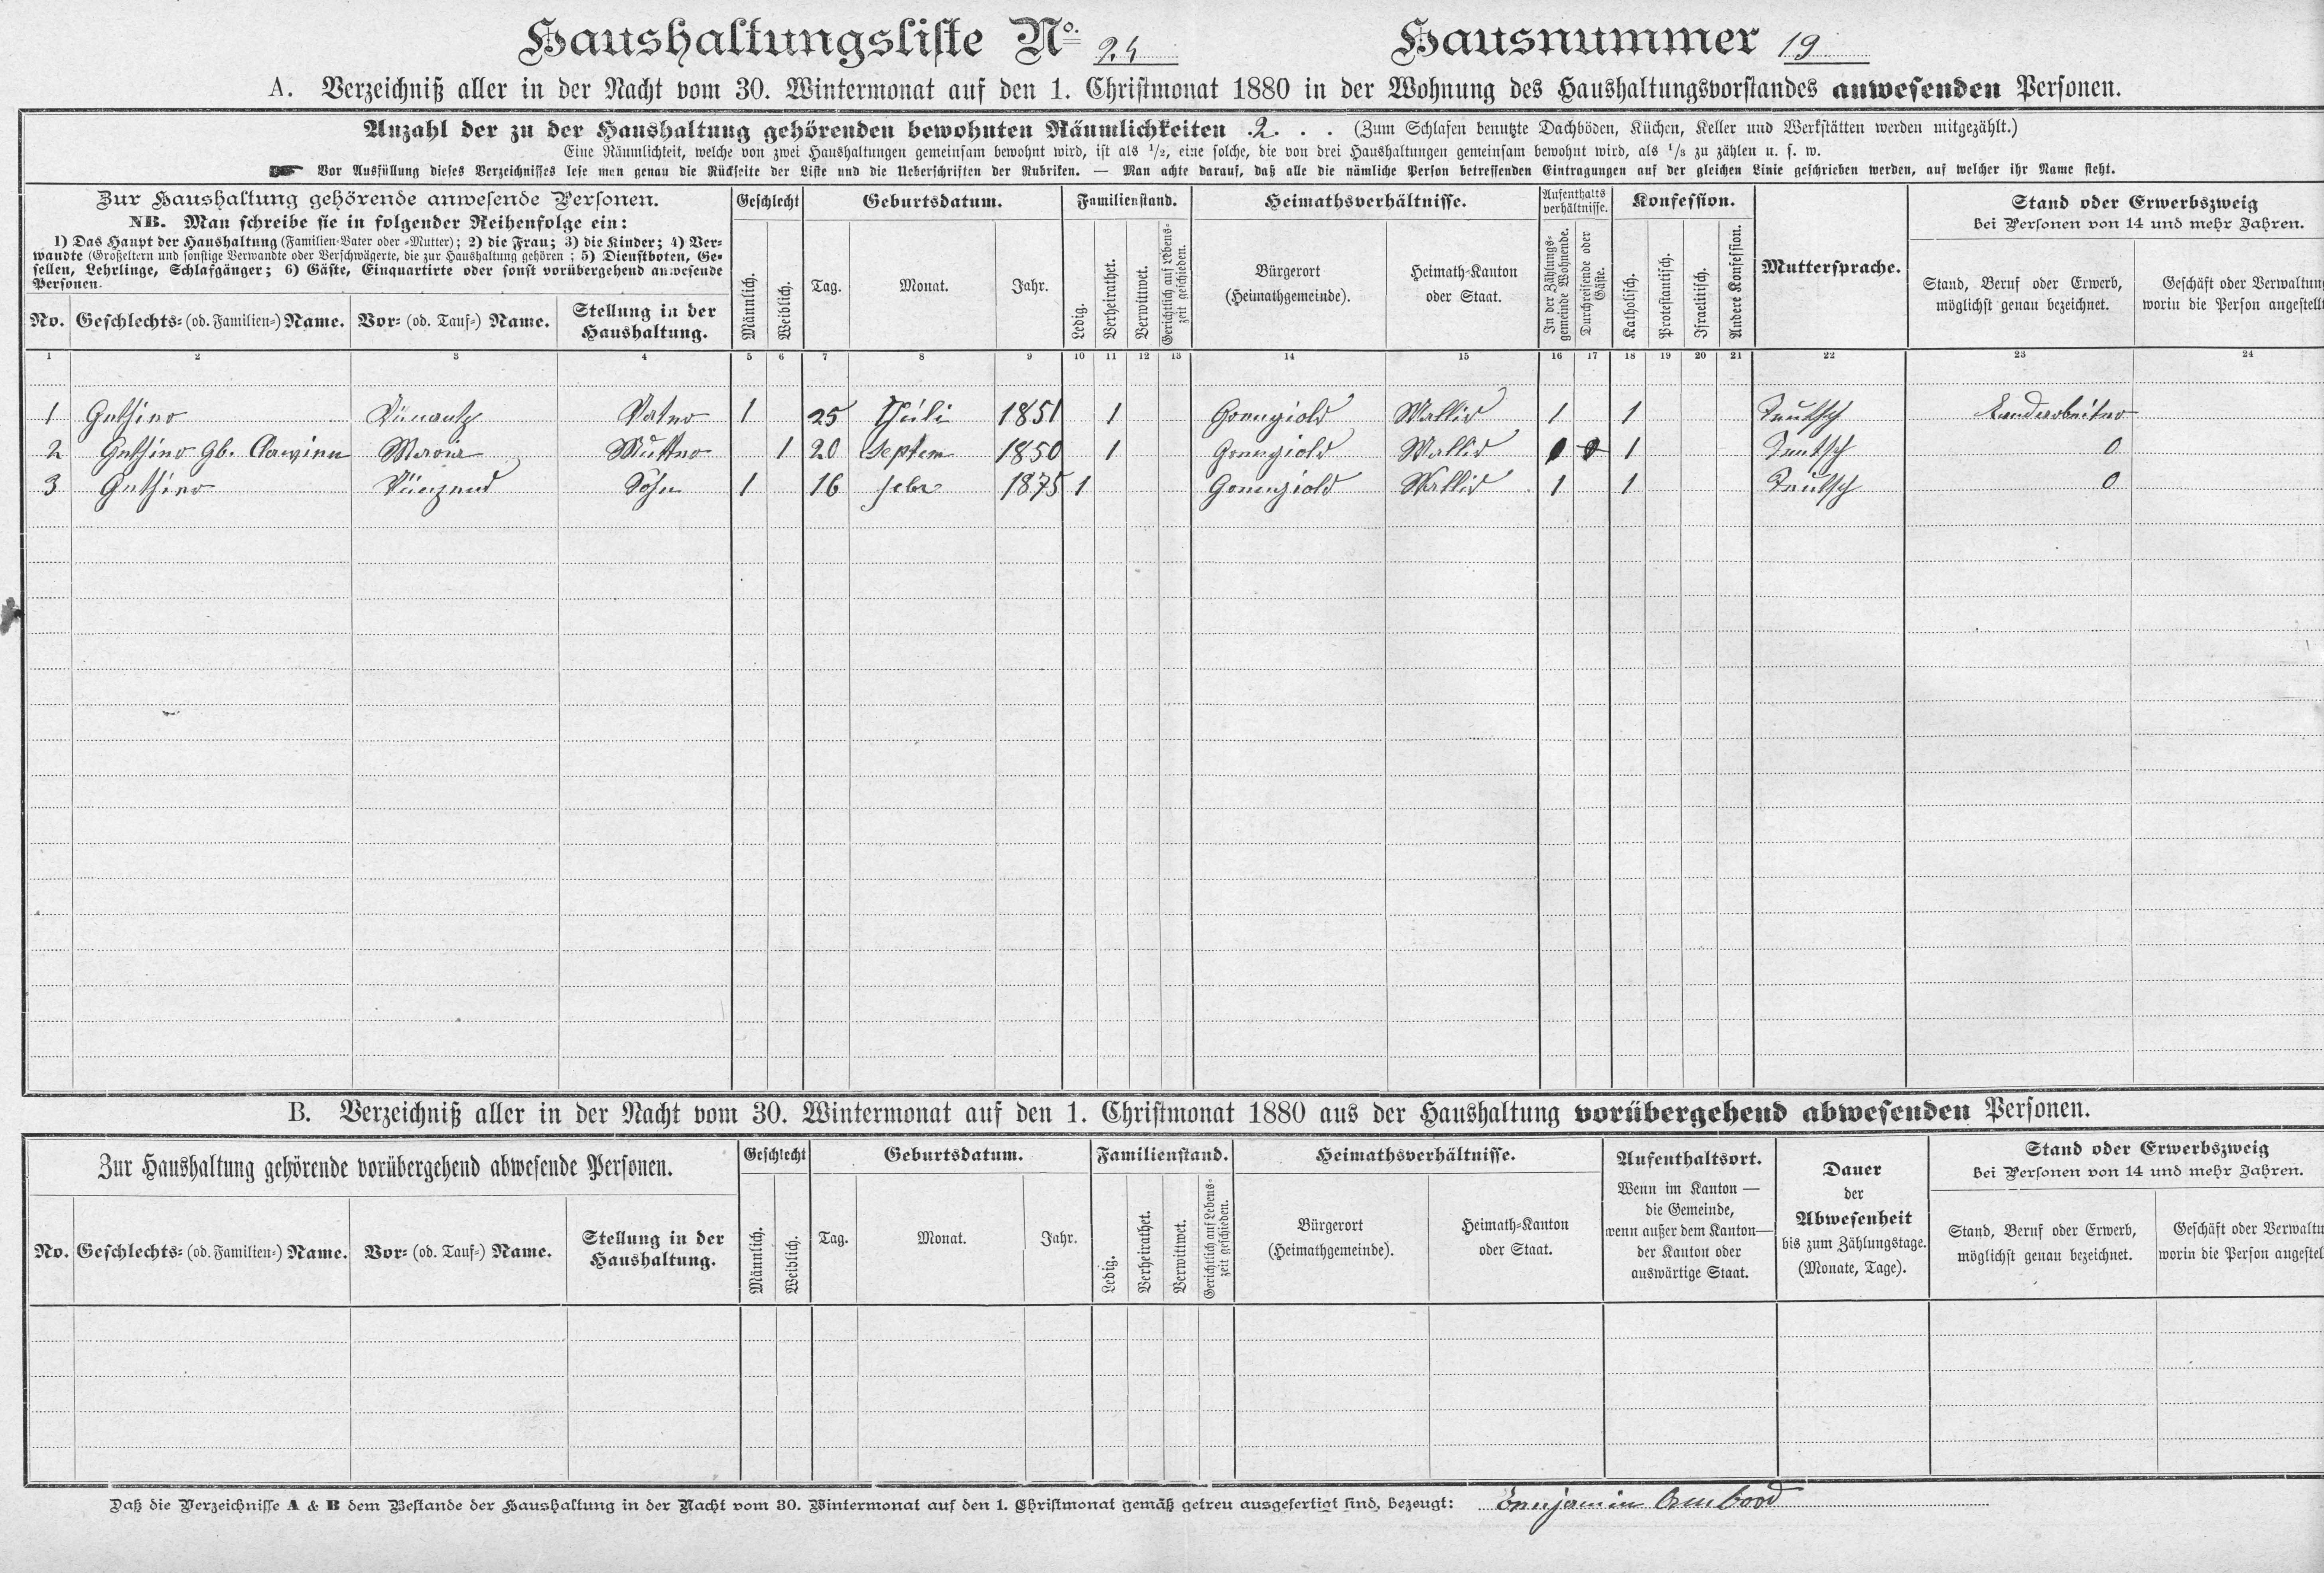 Haushaltungsliste No. 24 Hausnummer 19
A. Verzeichniß aller in der Nacht vom 30. Wintermonat auf den 1. Christmonat 1880 in der Wohnung des Haushaltungsvorstandes anwesenden Personen.
Anzahl der zu der Haushaltung gehörenden bewohnten Räumlichkeiten .2. . . (Zum Schlafen benutzte Dachböden, Küchen, Keller und Werkstätten werden mitgezählt.)
Eine Räumlichkeit, welche von zwei Haushaltungen gemeinsam bewohnt wird, ist als 1/2, eine solche, die von drei Haushaltungen gemeinsam bewohnt wird, als 1/3 zu zählen u. s. w.
Vor Ausfüllung dieses Verzeichnisses lese man genau die Rückseite der Liste und die Ueberschriften der Rubriken. — Man achte darauf, daß alle die nämliche Person betreffenden Eintragungen auf der gleichen Linie geschrieben werden, auf welcher ihr Name steht.
Zur Haushaltung gehörende anwesende Personen.
NB. Man schreibe sie in folgender Reihenfolge ein:
1) Das Haupt der Haushaltung (Familien-Vater oder -Mutter); 2) die Frau; 3) die Kinder; 4) Ver-
wandte (Großeltern und sonstige Verwandte oder Verschwägerte, die zur Haushaltung gehören; 5) Dienstboten, Ge-
sellen, Lehrlinge, Schlafgänger; 6) Gäste, Einquartirte oder sonst vorübergehend anwesende
Personen.
No. Geschlechts- (od. Familien-) Name. Vor- (od. Tauf-) Name. Stellung in der Haushaltung.
Geschlecht
Männlich. Weiblich.
Geburtsdatum.
Tag. Monat. Jahr.
Familienstand.
Ledig. Verheirathet. Verwittwet. Gerichtlich auf Lebenszeit geschieden.
Heimathsverhältnisse.
Bürgerort (Heimathgemeinde). Heimath-Kanton oder Staat.
Aufenthalts verhältnisse.
In der Zählungsgemeinde Wohnende. Durchreisende oder Gäste.
Konfession.
Katholisch. Protestantisch. Israelitisch. Andere Konfession.
Muttersprache.
Stand oder Erwerbszweig
bei Personen von 14 und mehr Jahren.
Stand, Beruf oder Erwerb, möglichst genau bezeichnet.
Geschäft oder Verwaltung worin die Person angestellt
1 2 3 4 5 6 7 8 9 10 11 12 13 14 15 16 17 18 19 20 21 22 23 24
1 Vater 1 25 1851 1 Wallis 1 1 Teutsch Landarbeiter
2 gb. Maria Mutter 1 20 Septem 1850 1 Wallis 1 0 1 Teutsch 0
3 Sohn 1 16 febr 1875 1 Wallis 1 1 Teütsch 0
B. Verzeichniß aller in der Nacht vom 30. Wintermonat auf den 1. Christmonat 1880 aus der Haushaltung vorübergehend abwesenden Personen.
Zur Haushaltung gehörende vorübergehend abwesende Personen.
No. Geschlechts- (od. Familien-) Name. Vor- (od. Tauf-) Name. Stellung in der Haushaltung.
Geschlecht
Männlich. Weiblich.
Geburtsdatum.
Tag. Monat. Jahr.
Familienstand.
Ledig. Verheirathet. Verwittwet. Gerichtlich auf Lebenszeit geschieden.
Heimathsverhältnisse.
Bürgerort (Heimathgemeinde). Heimath-Kanton oder Staat.
Aufenthaltsort.
Wenn im Kanton —
die Gemeinde,
wenn außer dem Kanton—
der Kanton oder
auswärtige Staat.
Dauer
der
Abwesenheit
bis zum Zählungstage.
(Monate, Tage).
Stand oder Erwerbszweig
bei Personen von 14 und mehr Jahren.
Stand, Beruf oder Erwerb, möglichst genau bezeichnet.
Geschäft oder Verwaltu worin die Person angestel
Daß die Verzeichnisse A & B dem Bestande der Haushaltung in der Nacht vom 30. Wintermonat auf den 1. Christmonat gemäß getreu ausgefertigt sind, bezeugt: Benjamin